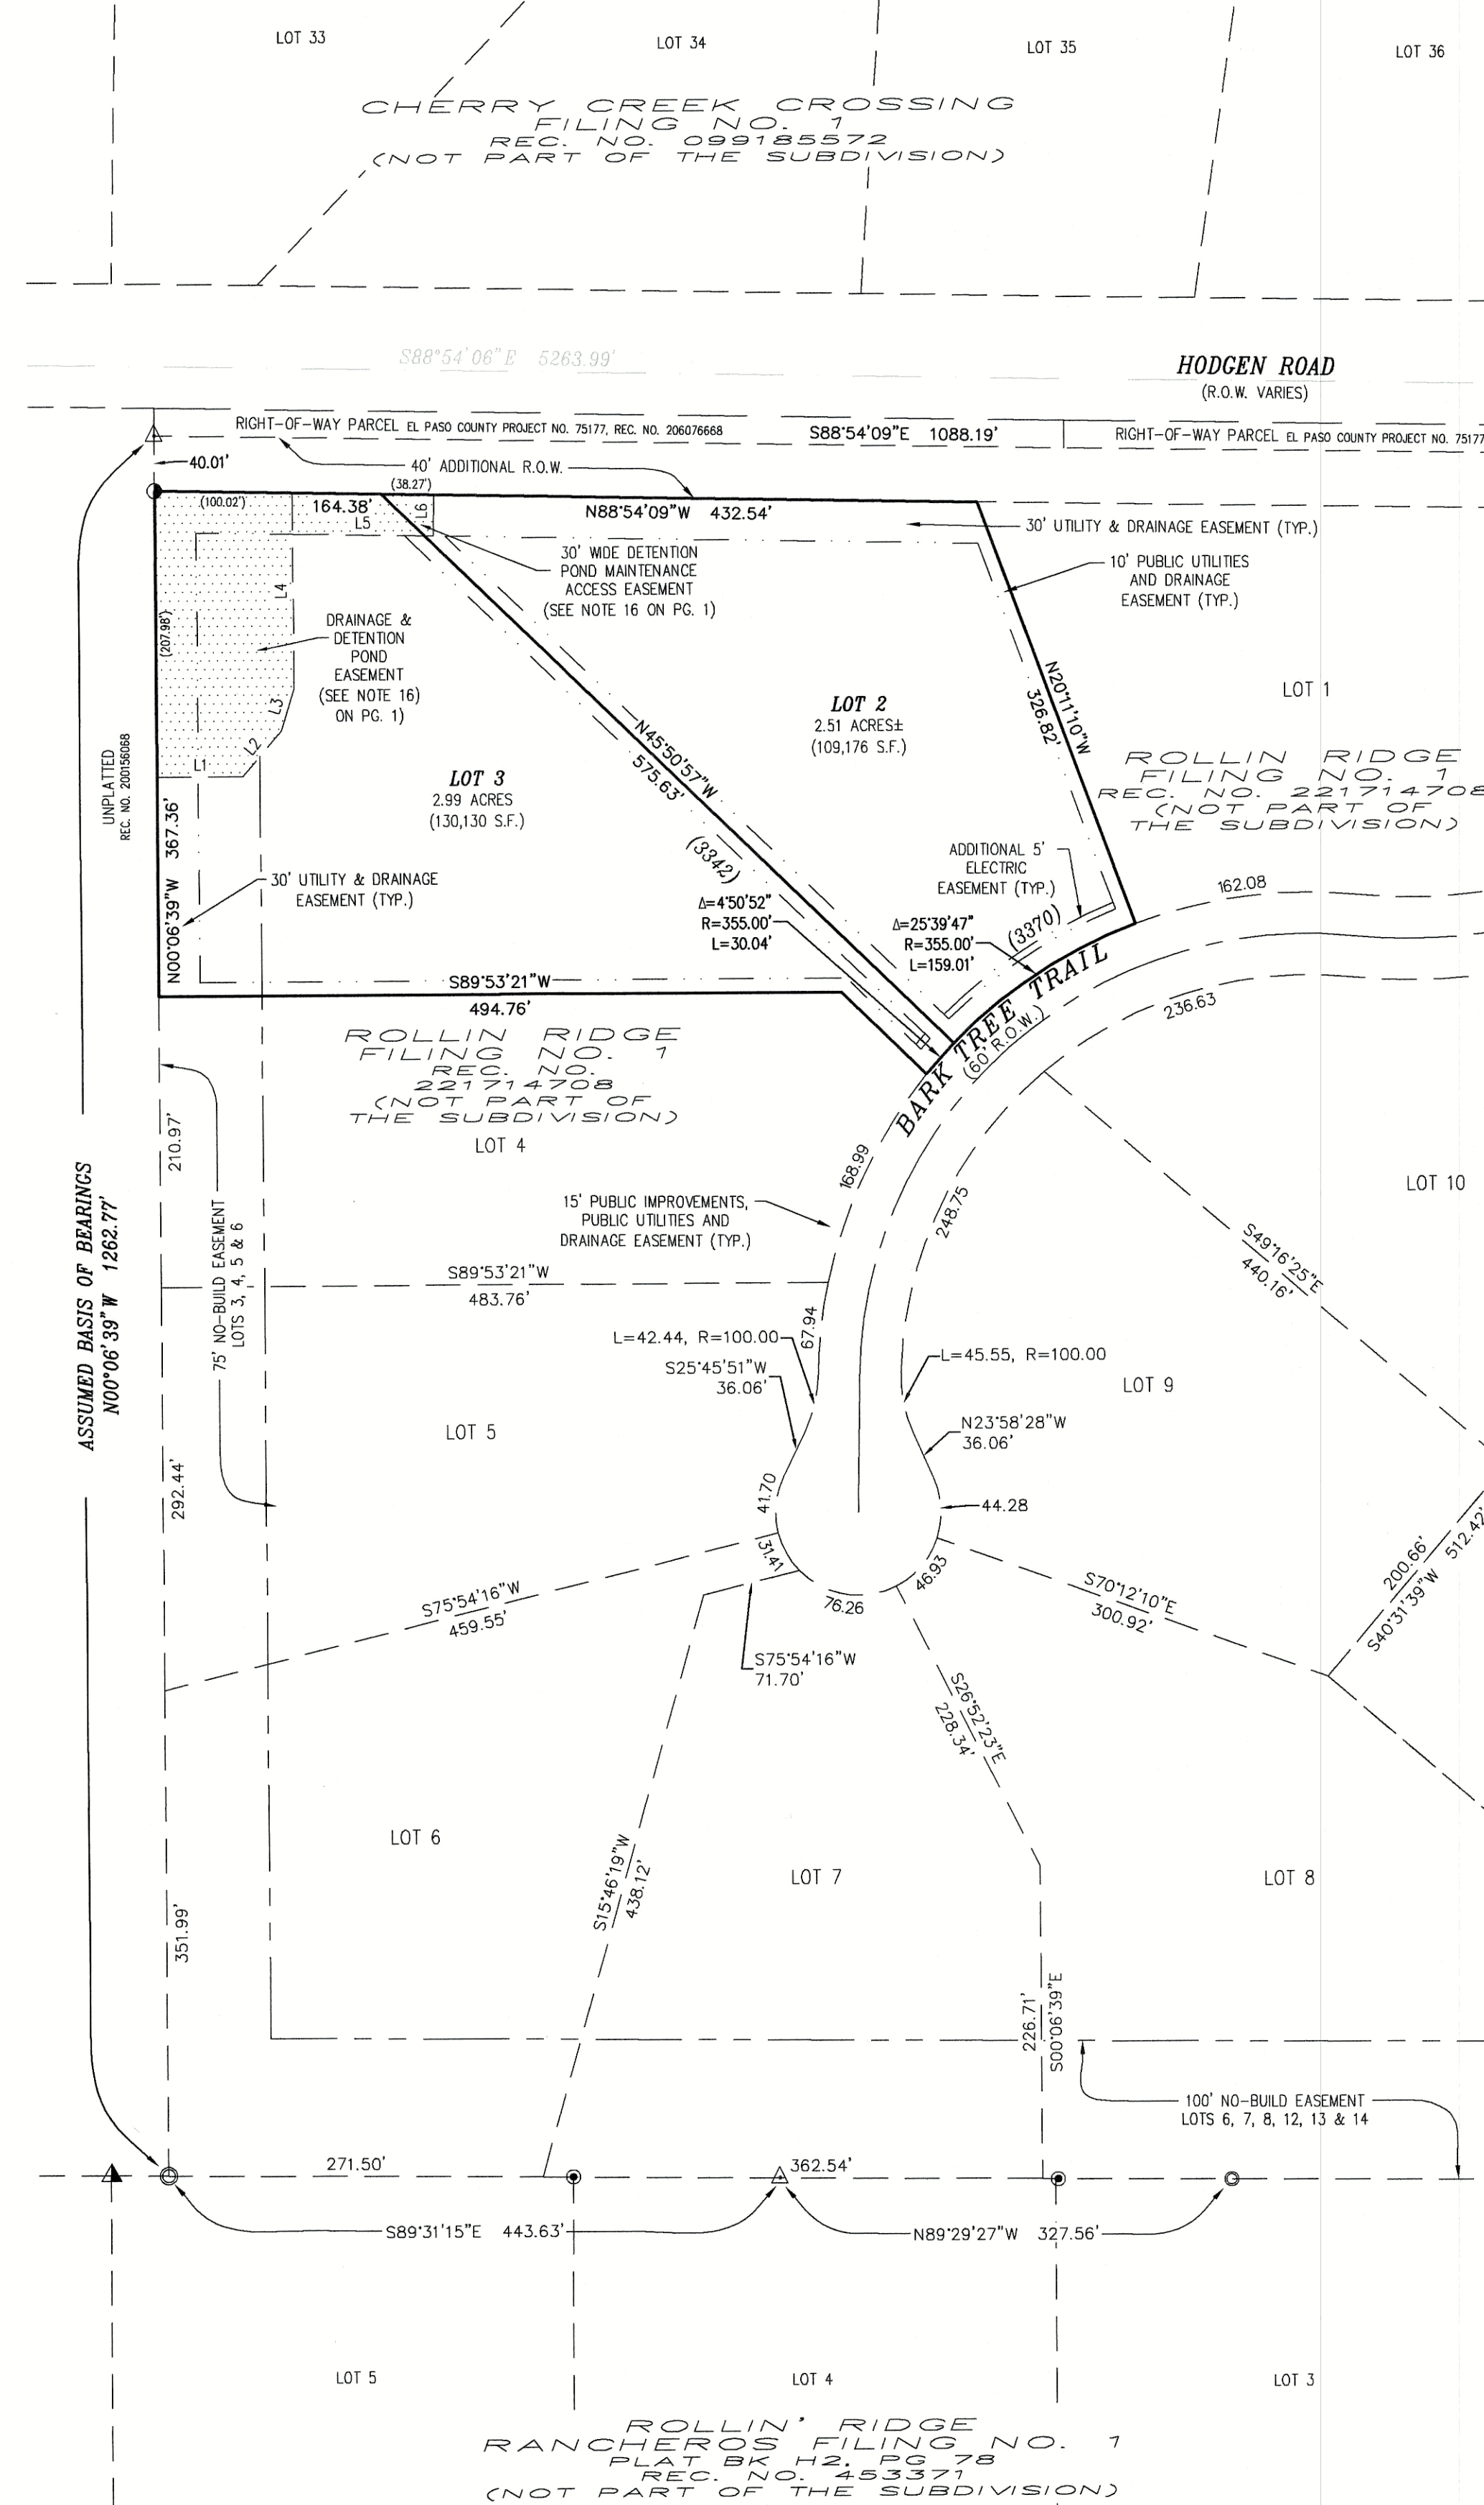 LOT 33
LOT 34
LOT 35
LOT 36
CHERRY CREEK CROSSING
FILING NO. 1
REC. NO. 099185572
(NOT PART OF THE SUBDIVISION)
S88°54'06"E 5263.99'
HODGEN ROAD
(R.O.W. VARIES)
RIGHT-OF-WAY PARCEL EL PASO COUNTY PROJECT NO. 75177, REC. NO. 206076668
S88°54'09"E 1088.19'
RIGHT-OF-WAY PARCEL EL PASO COUNTY PROJECT NO. 75177
40.01'
40' ADDITIONAL R.O.W.
(38.27')
(100.02')
164.38'
L5
L6
N88°54'09"W 432.54'
30' UTILITY & DRAINAGE EASEMENT (TYP.)
30' WIDE DETENTION
POND MAINTENANCE
ACCESS EASEMENT
(SEE NOTE 16 ON PG. 1)
10' PUBLIC UTILITIES
AND DRAINAGE
EASEMENT (TYP.)
L4
(207.98')
DRAINAGE &
DETENTION
POND
EASEMENT
(SEE NOTE 16)
ON PG. 1)
L3
L2
L1
N20°11'10"W
326.82'
LOT 1
LOT 2
2.51 ACRES±
(109,176 S.F.)
N45°50'57"W
575.63'
UNPLATTED
REC. NO. 200156068
LOT 3
2.99 ACRES
(130,130 S.F.)
ROLLIN RIDGE
FILING NO. 1
REC. NO. 221714708
(NOT PART OF
THE SUBDIVISION)
(3342)
ADDITIONAL 5'
ELECTRIC
EASEMENT (TYP.)
N00°06'39"W 367.36'
30' UTILITY & DRAINAGE
EASEMENT (TYP.)
162.08
Δ=4°50'52"
R=355.00'
L=30.04'
Δ=25°39'47"
R=355.00'
L=159.01'
(3370)
S89°53'21"W
494.76'
BARK TREE TRAIL
(60' R.O.W.)
236.63
ROLLIN RIDGE
FILING NO. 1
REC. NO.
221714708
(NOT PART OF
THE SUBDIVISION)
LOT 4
210.97'
168.99
LOT 10
ASSUMED BASIS OF BEARINGS
N00°06'39"W 1262.77'
75' NO-BUILD EASEMENT
LOTS 3, 4, 5 & 6
15' PUBLIC IMPROVEMENTS,
PUBLIC UTILITIES AND
DRAINAGE EASEMENT (TYP.)
248.75
S49°16'25"E
440.16'
S89°53'21"W
483.76'
67.94
L=42.44, R=100.00
L=45.55, R=100.00
S25°45'51"W
36.06'
LOT 9
LOT 5
N23°58'28"W
36.06'
292.44'
41.70
44.28
31.41
46.93
76.26
S75°54'16"W
459.55'
S70°12'10"E
300.92'
200.66'
S40°31'39"W 512.42'
S75°54'16"W
71.70'
S26°52'23"E
228.34'
LOT 6
LOT 7
LOT 8
S15°46'19"W
438.12'
351.99'
226.71'
S00°06'39"E
100' NO-BUILD EASEMENT
LOTS 6, 7, 8, 12, 13 & 14
271.50'
362.54'
S89°31'15"E 443.63'
N89°29'27"W 327.56'
LOT 5
LOT 4
LOT 3
ROLLIN' RIDGE
RANCHEROS FILING NO. 1
PLAT BK H2, PG 78
REC. NO. 453371
(NOT PART OF THE SUBDIVISION)